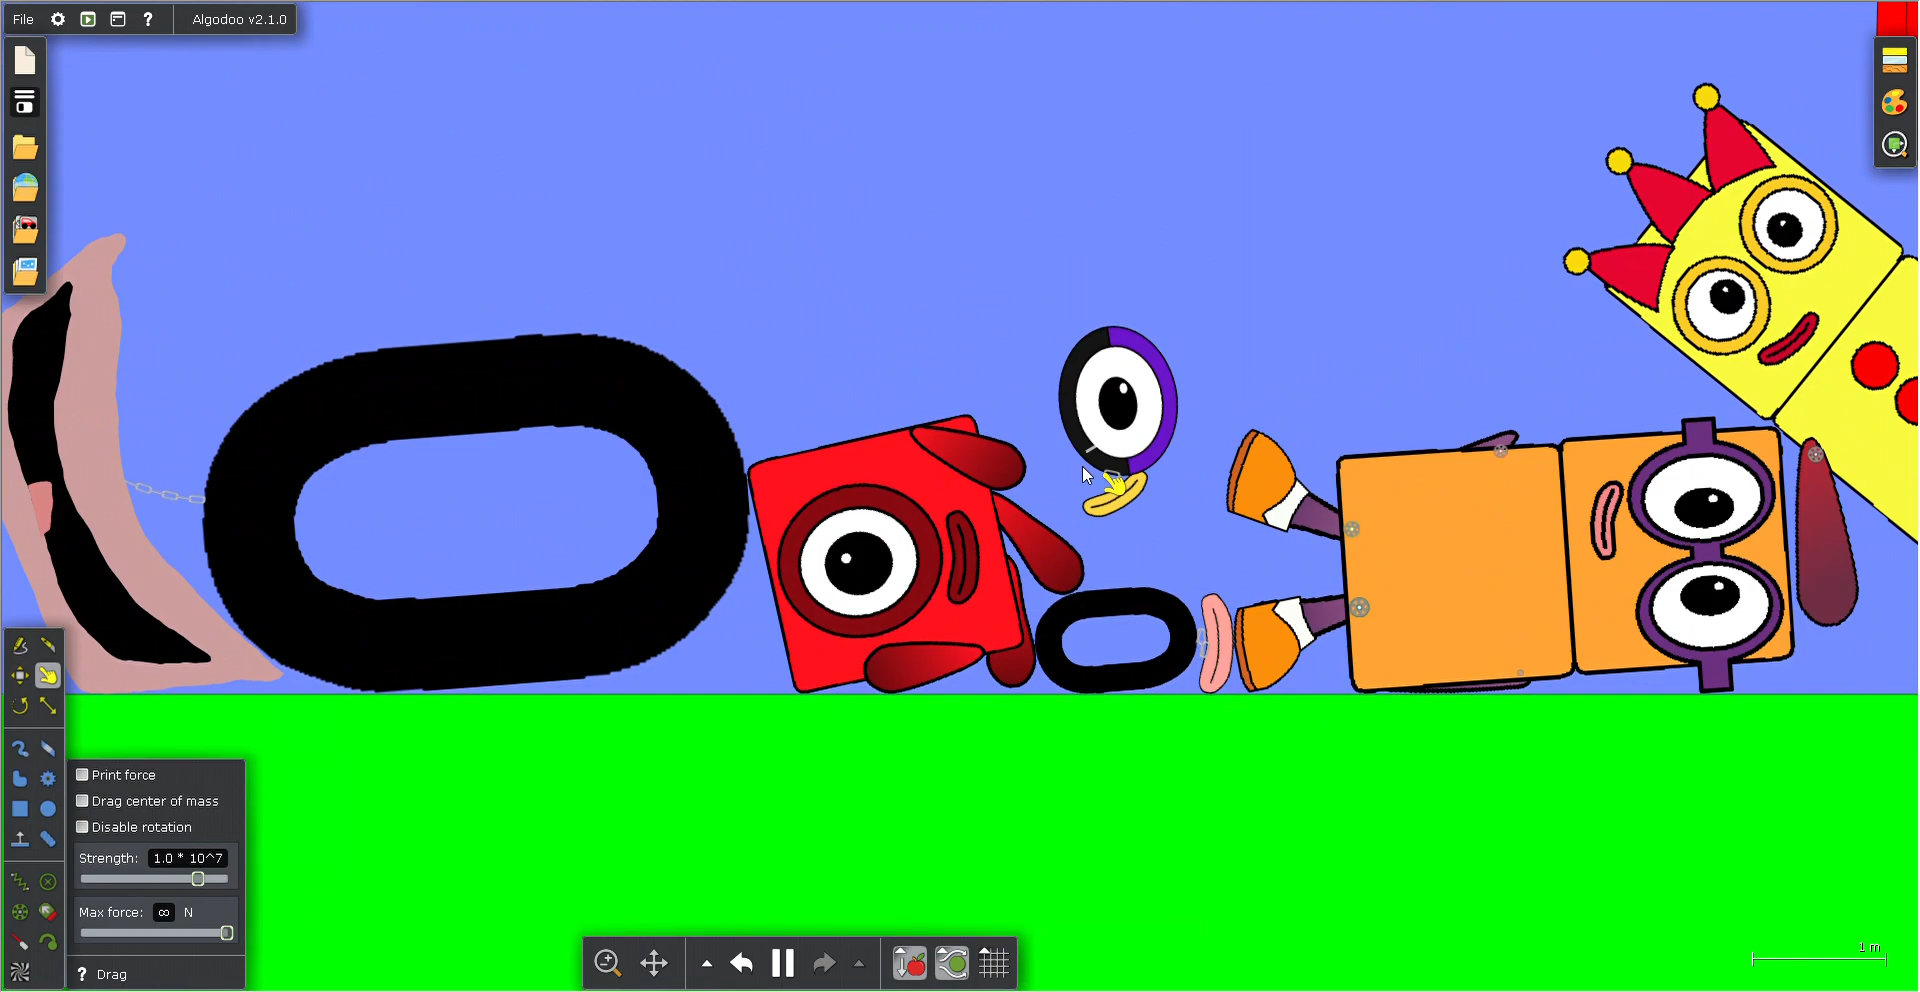 File ? Algodoo v2.1.0
Print force
Drag center of mass
Disable rotation
Strength: 1.0 * 10^7
Max force: ∞ N
? Drag
1 m